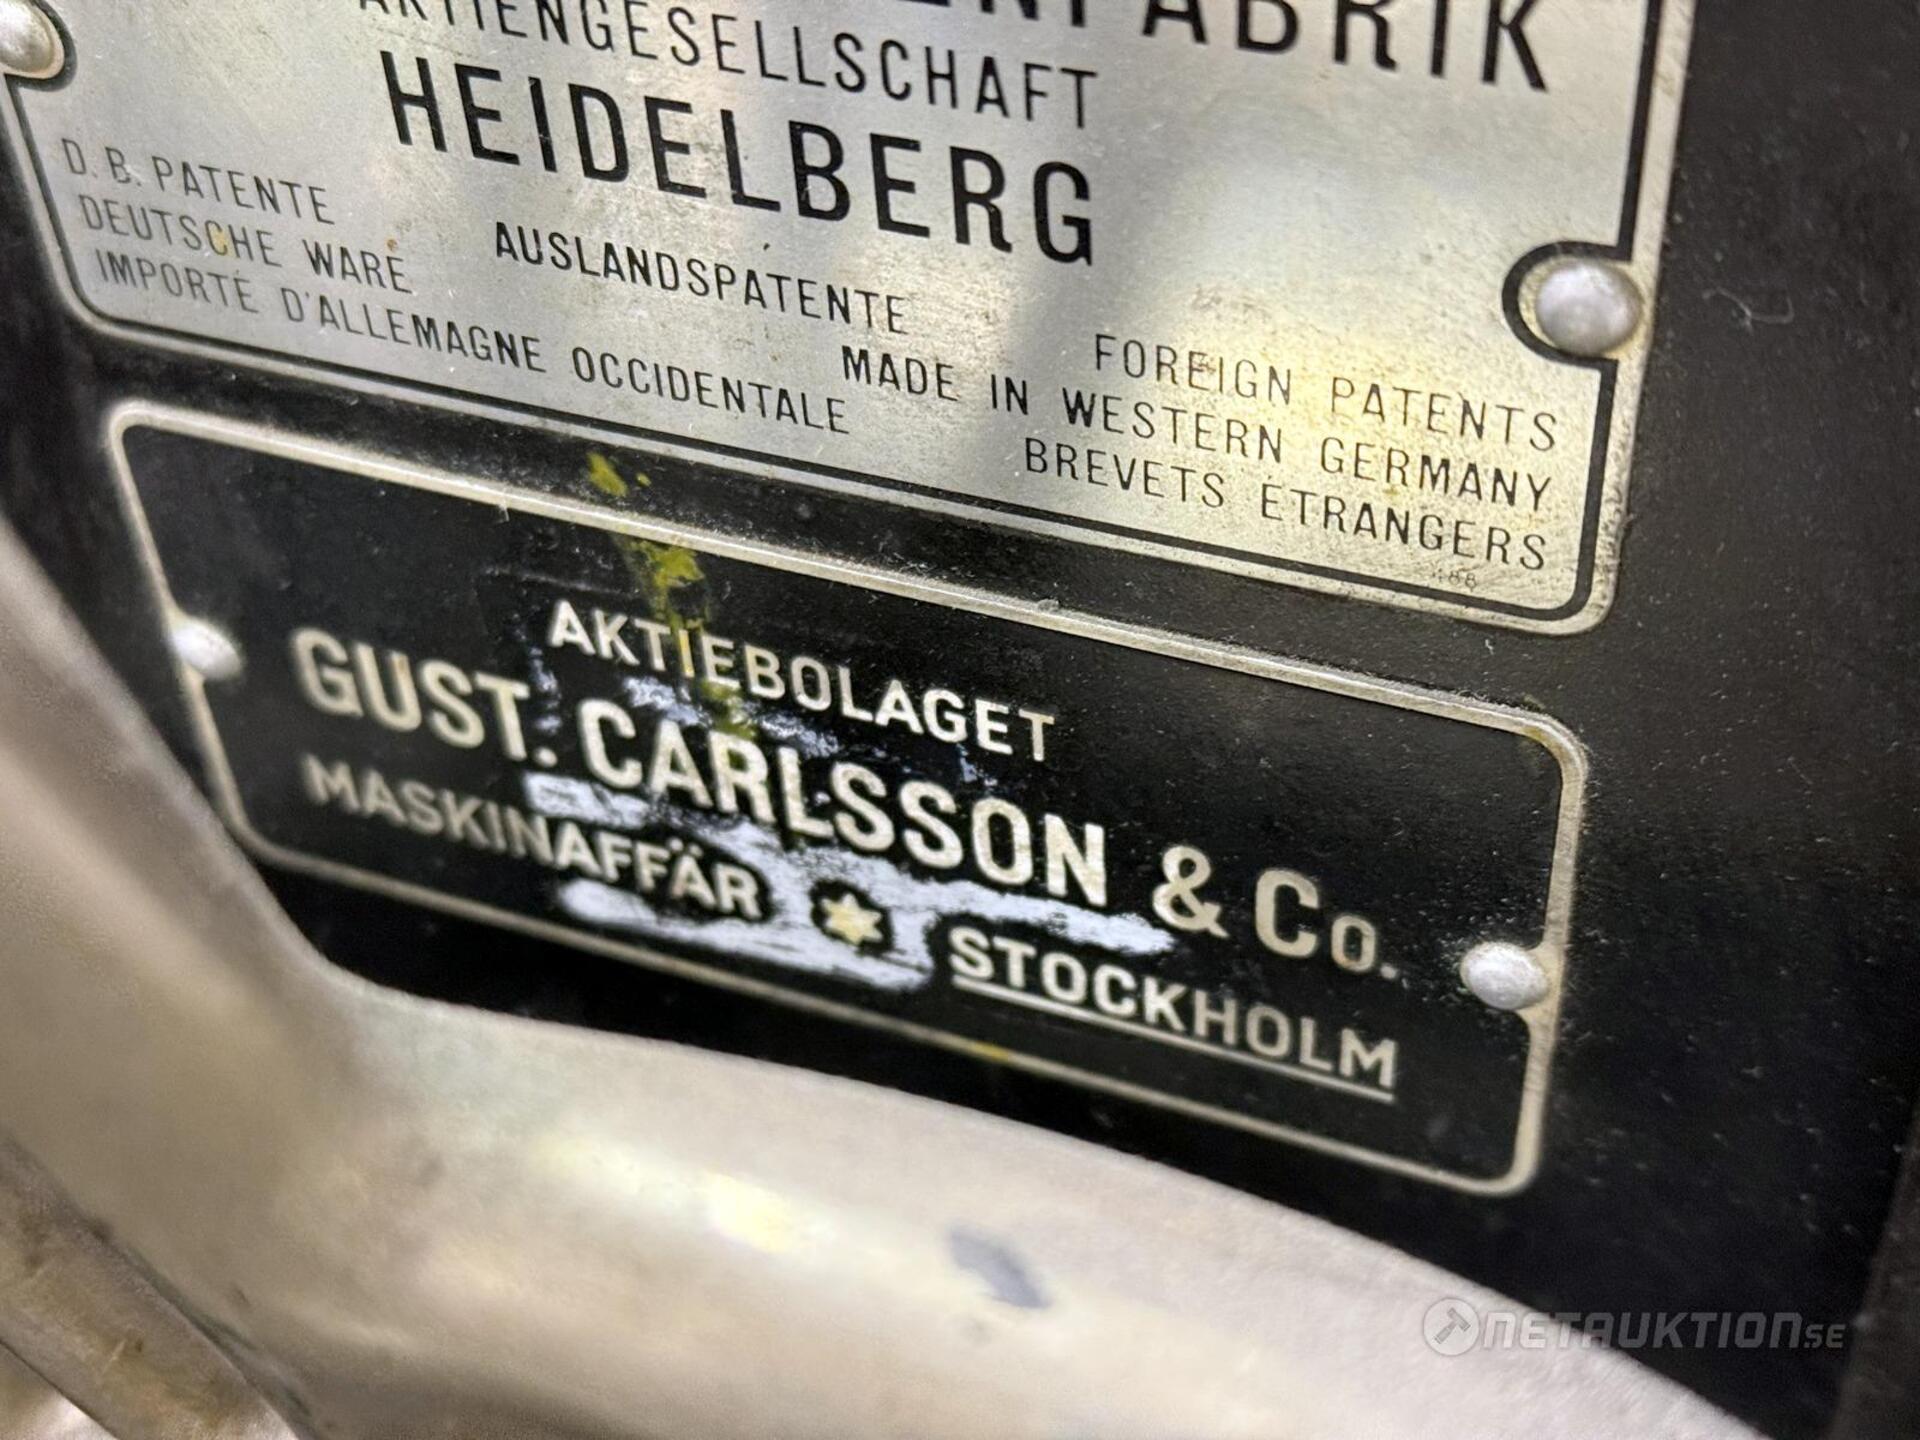 AKTIENGESELLSCHAFT
HEIDELBERG
D. B. PATENTE
AUSLANDSPATENTE
FOREIGN PATENTS
DEUTSCHE WARE
MADE IN WESTERN GERMANY
IMPORTÉ D'ALLEMAGNE OCCIDENTALE
BREVETS ETRANGERS
AKTIEBOLAGET
GUST. CARLSSON & Co.
MASKINAFFÄR STOCKHOLM
NETAUKTION.SE